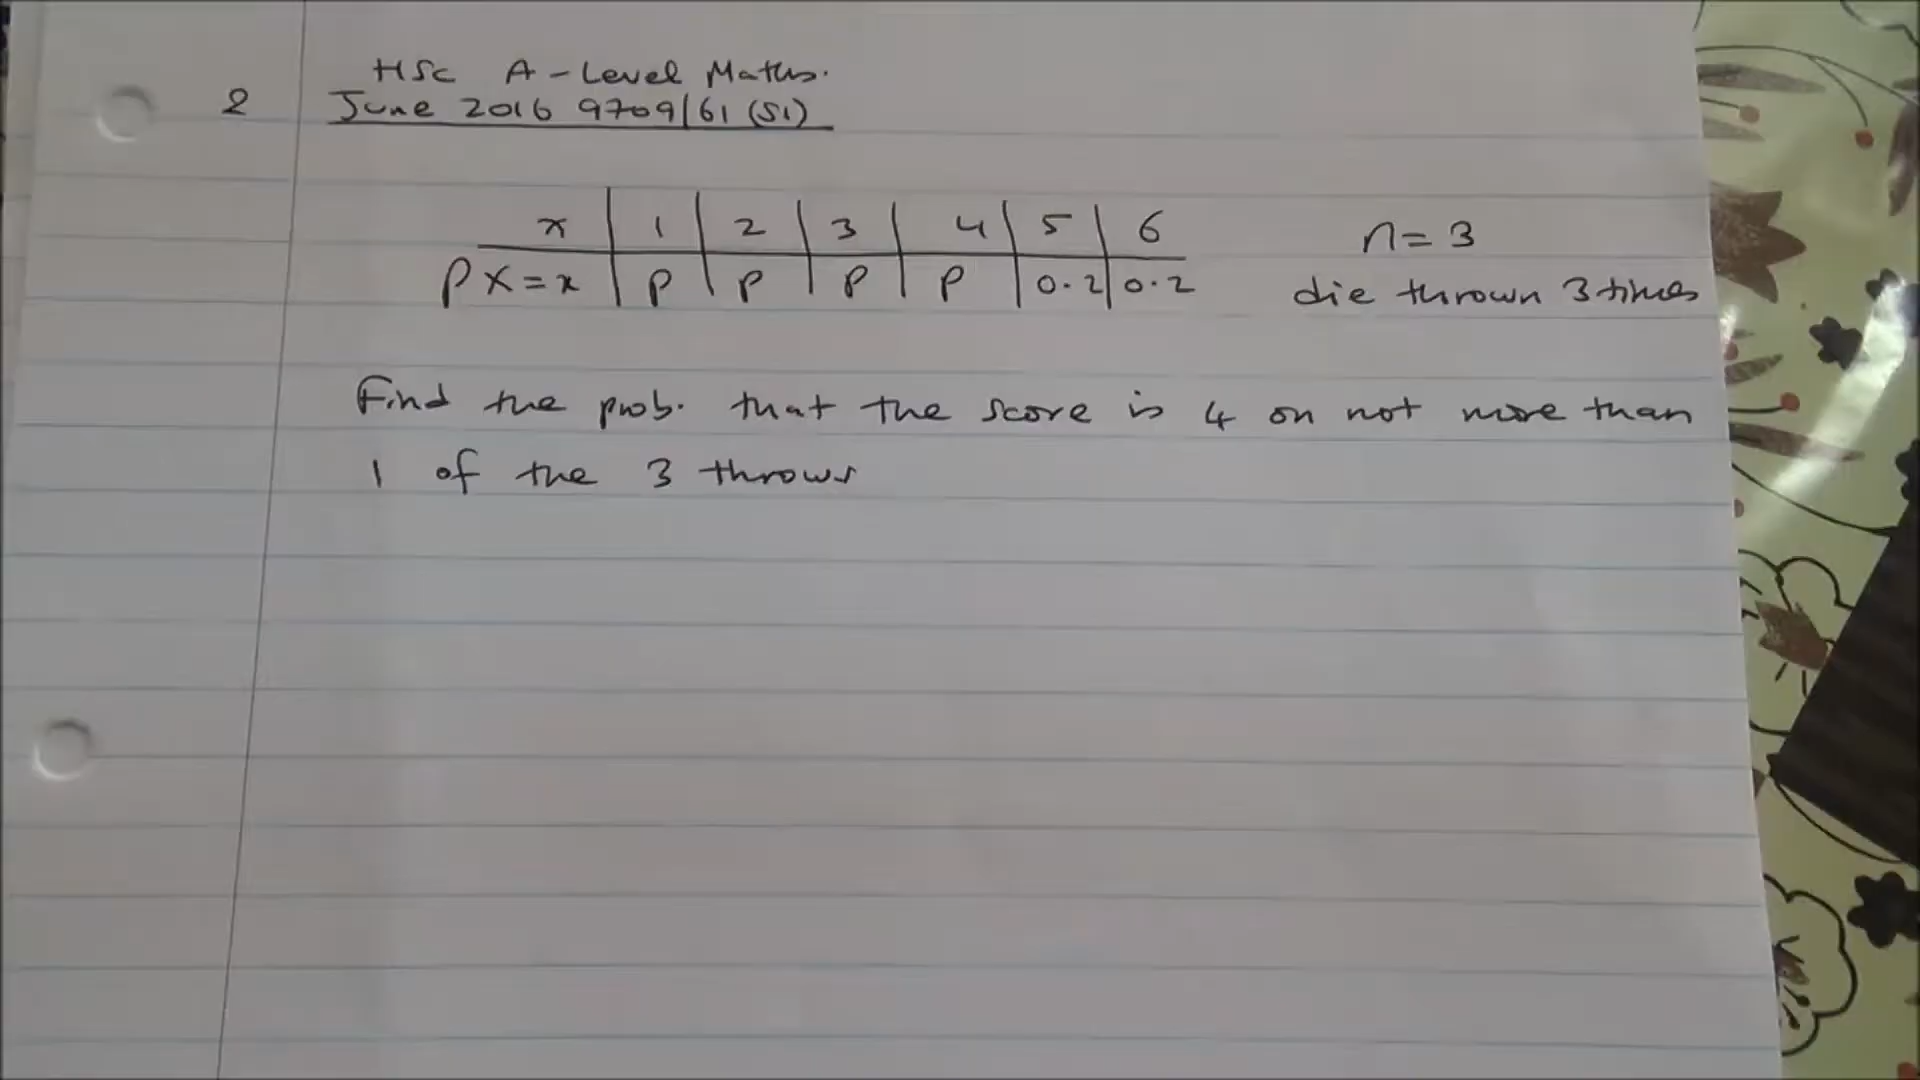 HSc A-Level Maths.
2 June 2016 9709/61 (S1)
x 1 2 3 4 5 6 n=3
P X=x P P P P 0.2 0.2 die thrown 3 times
Find the prob. that the score is 4 on not more than
1 of the 3 throws